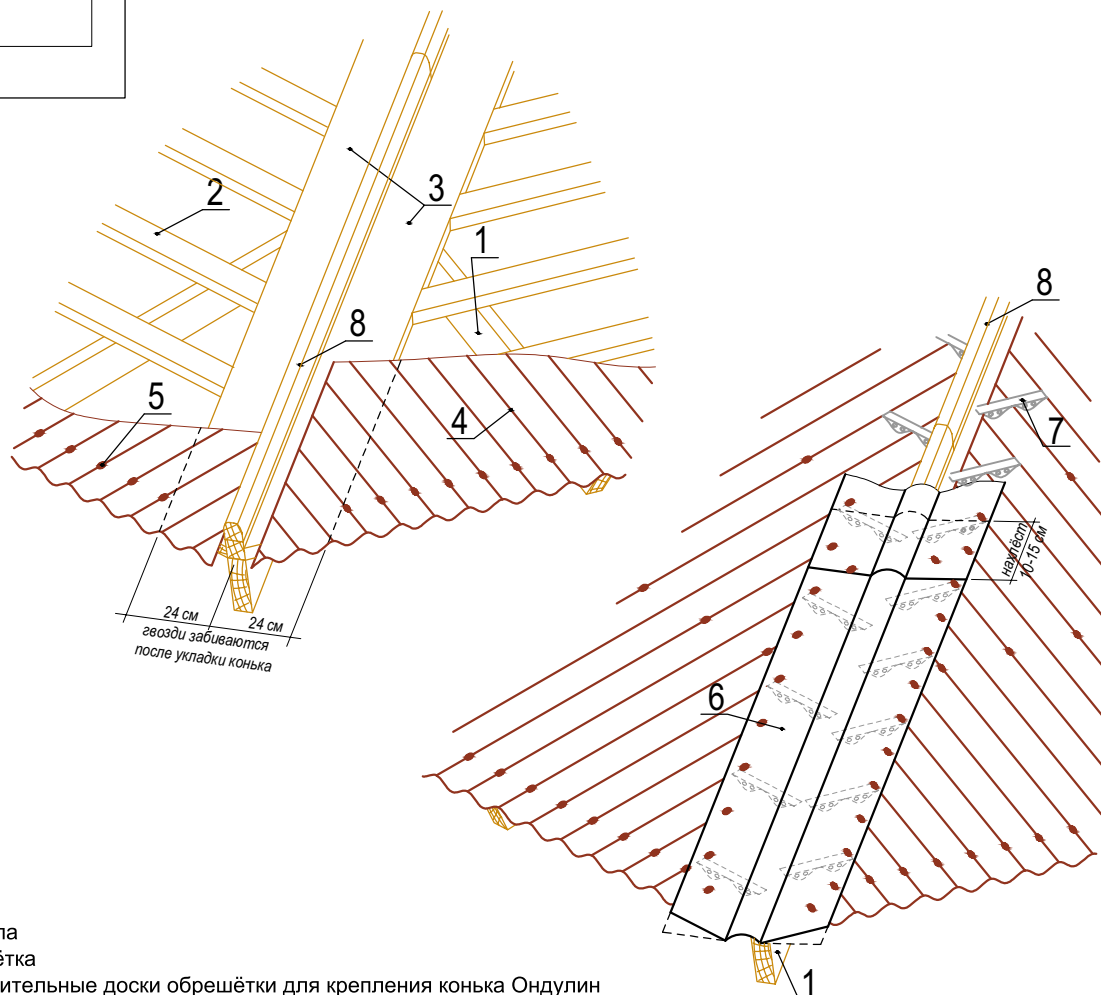 2
3
1
8
5
4
24 см
24 см
гвозди забиваются
после укладки конька
8
7
нахлёст
10-15 см
6
1
ла
ётка
ительные доски обрешётки для крепления конька Ондулин